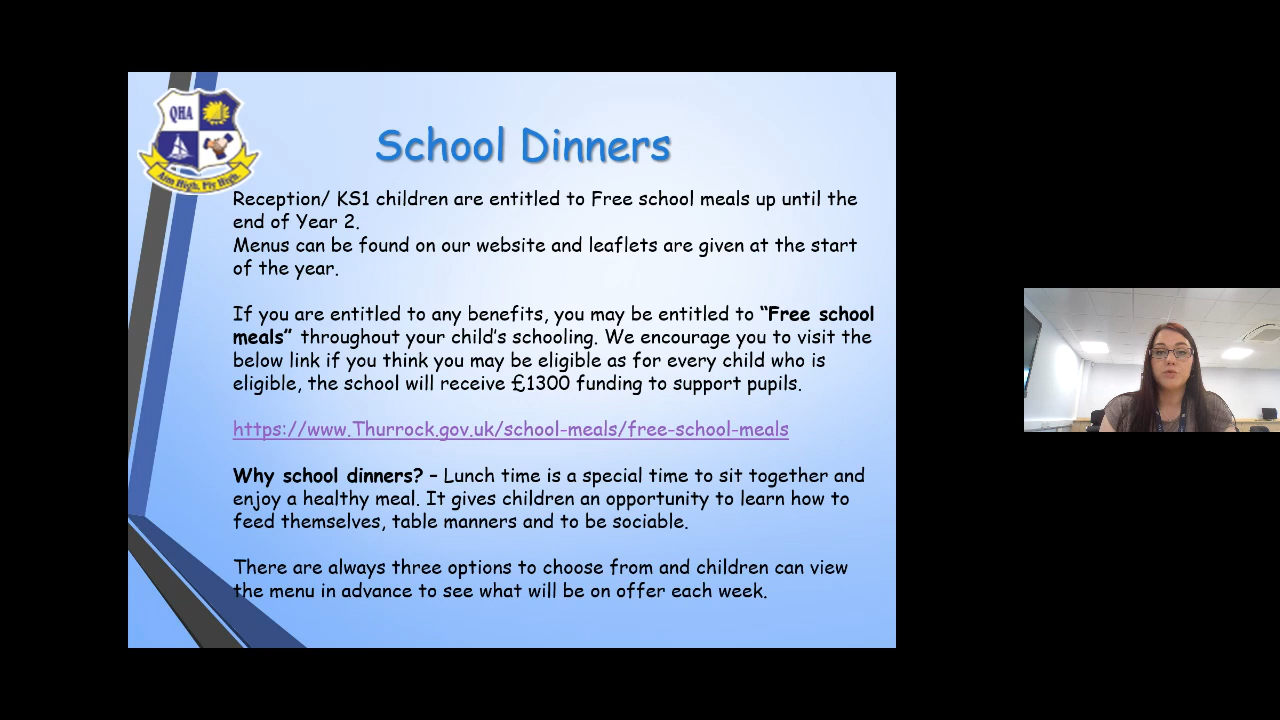 QHA
Aim High, Fly High.
School Dinners
Reception/ KS1 children are entitled to Free school meals up until the
end of Year 2.
Menus can be found on our website and leaflets are given at the start
of the year.
If you are entitled to any benefits, you may be entitled to “Free school
meals” throughout your child’s schooling. We encourage you to visit the
below link if you think you may be eligible as for every child who is
eligible, the school will receive £1300 funding to support pupils.
https://www.Thurrock.gov.uk/school-meals/free-school-meals
Why school dinners? – Lunch time is a special time to sit together and
enjoy a healthy meal. It gives children an opportunity to learn how to
feed themselves, table manners and to be sociable.
There are always three options to choose from and children can view
the menu in advance to see what will be on offer each week.